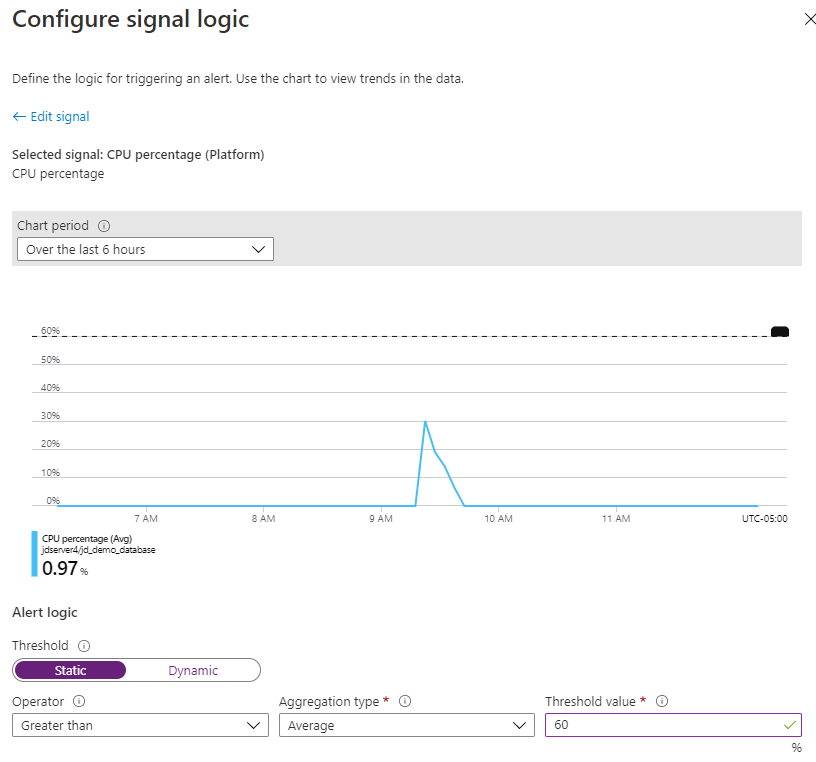 Configure signal logic
Define the logic for triggering an alert. Use the chart to view trends in the data.
← Edit signal
Selected signal: CPU percentage (Platform)
CPU percentage
Chart period
Over the last 6 hours
60%
50%
40%
30%
20%
10%
0%
7 AM 8 AM 9 AM 10 AM 11 AM UTC-05:00
CPU percentage (Avg)
jdserver4/jd_demo_database
0.97 %
Alert logic
Threshold
Static Dynamic
Operator Aggregation type * Threshold value *
Greater than Average 60
%